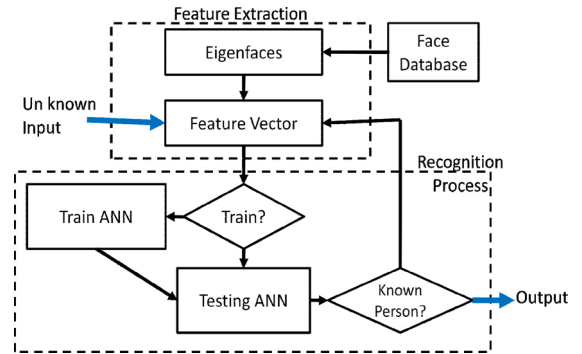 Feature Extraction
Eigenfaces
Face
Database
Un known
Input
Feature Vector
Recognition
Process
Train ANN
Train?
Testing ANN
Known
Person?
Output